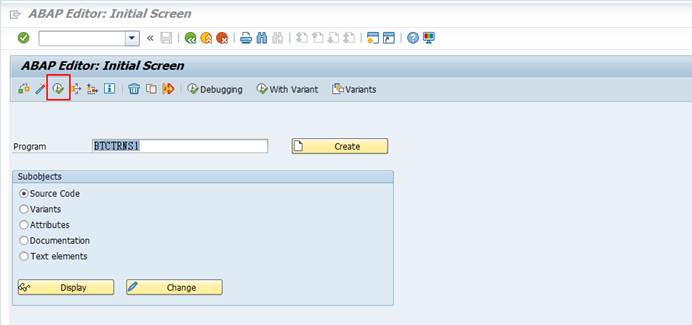 ABAP Editor: Initial Screen
ABAP Editor: Initial Screen
Debugging With Variant Variants
Program BTCTRNS1 Create
Subobjects
Source Code
Variants
Attributes
Documentation
Text elements
Display Change